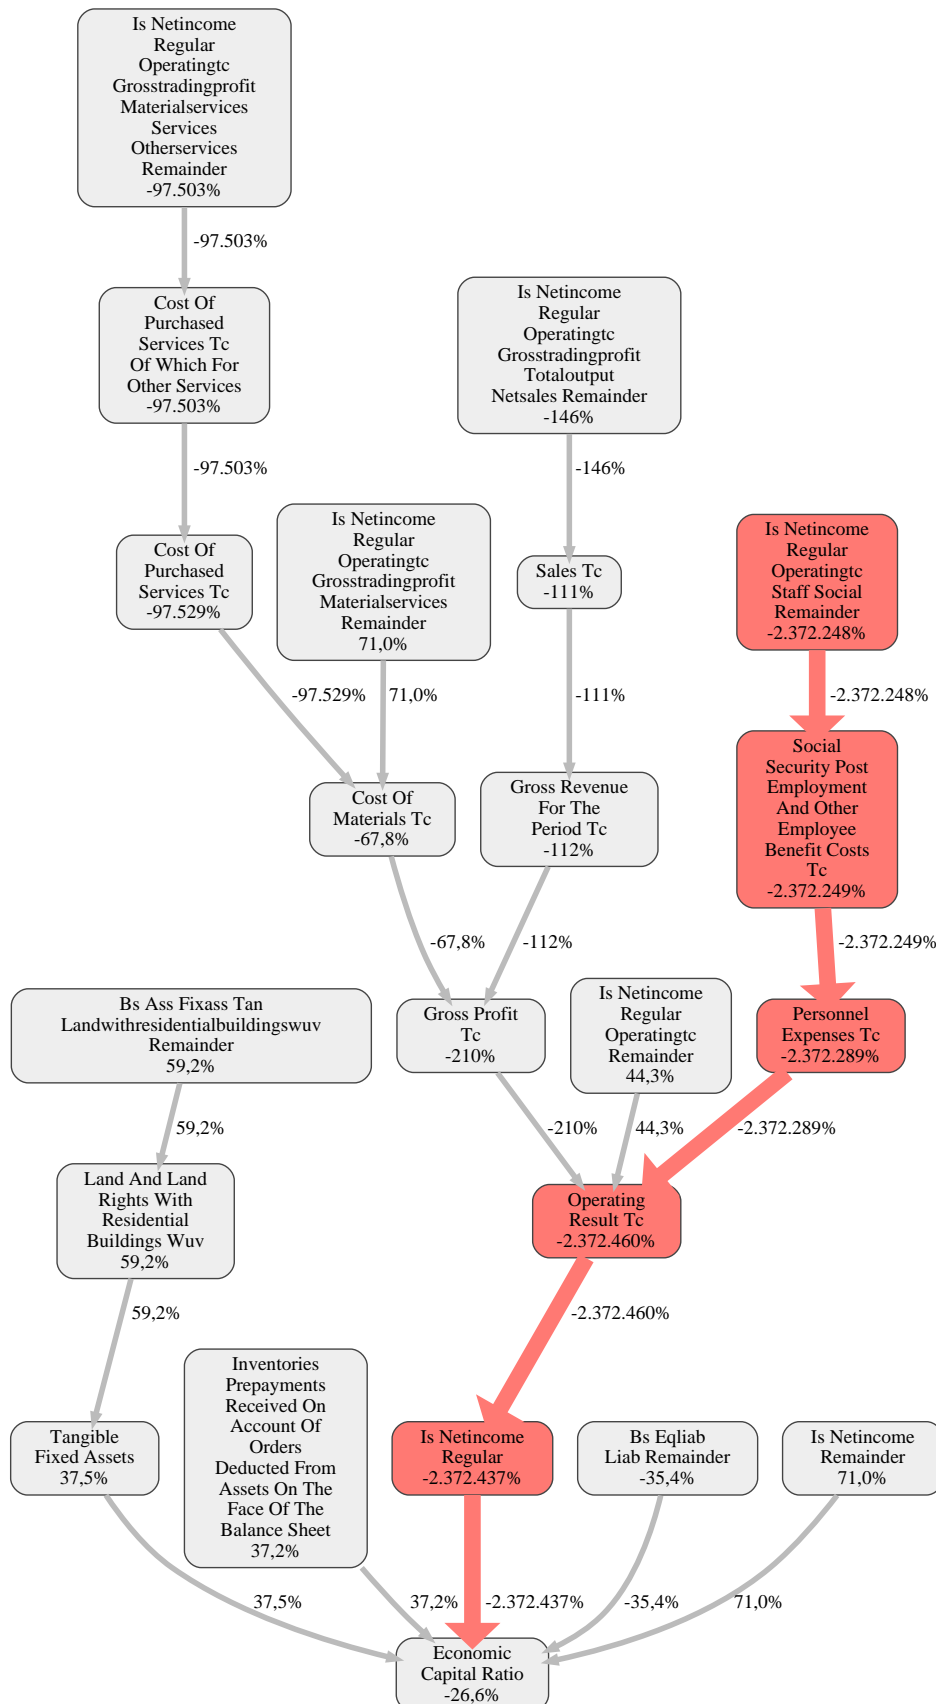 Is Netincome
Regular
Operatingtc
Grosstradingprofit
Materialservices
Services
Otherservices
Remainder
-97.503%
-97.503%
Cost Of
Purchased
Services Tc
Of Which For
Other Services
-97.503%
Is Netincome
Regular
Operatingtc
Grosstradingprofit
Totaloutput
Netsales Remainder
-146%
-97.503%
-146%
Cost Of
Purchased
Services Tc
-97.529%
Is Netincome
Regular
Operatingtc
Grosstradingprofit
Materialservices
Remainder
71,0%
Sales Tc
-111%
Is Netincome
Regular
Operatingtc
Staff Social
Remainder
-2.372.248%
-97.529%
71,0%
-111%
-2.372.248%
Cost Of
Materials Tc
-67,8%
Gross Revenue
For The
Period Tc
-112%
Social
Security Post
Employment
And Other
Employee
Benefit Costs
Tc
-2.372.249%
-67,8%
-112%
-2.372.249%
Bs Ass Fixass Tan
Landwithresidentialbuildingswuv
Remainder
59,2%
Gross Profit
Tc
-210%
Is Netincome
Regular
Operatingtc
Remainder
44,3%
Personnel
Expenses Tc
-2.372.289%
59,2%
-210%
44,3%
-2.372.289%
Land And Land
Rights With
Residential
Buildings Wuv
59,2%
Operating
Result Tc
-2.372.460%
59,2%
-2.372.460%
Tangible
Fixed Assets
37,5%
Inventories
Prepayments
Received On
Account Of
Orders
Deducted From
Assets On The
Face Of The
Balance Sheet
37,2%
Is Netincome
Regular
-2.372.437%
Bs Eqliab
Liab Remainder
-35,4%
Is Netincome
Remainder
71,0%
37,5%
37,2%
-2.372.437%
-35,4%
71,0%
Economic
Capital Ratio
-26,6%